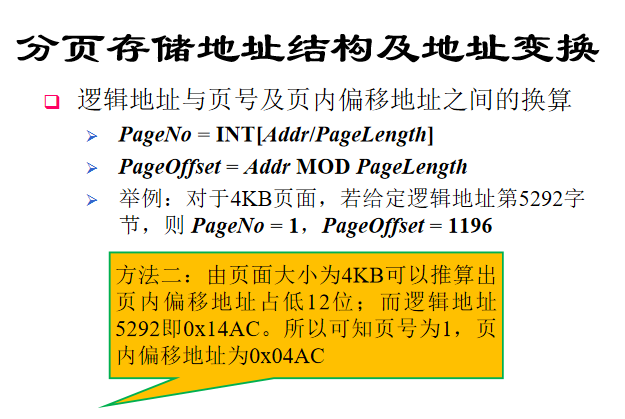 分页存储地址结构及地址变换
逻辑地址与页号及页内偏移地址之间的换算
PageNo = INT[Addr/PageLength]
PageOffset = Addr MOD PageLength
举例：对于4KB页面，若给定逻辑地址第5292字
节，则 PageNo = 1，PageOffset = 1196
方法二：由页面大小为4KB可以推算出
页内偏移地址占低12位；而逻辑地址
5292即0x14AC。所以可知页号为1，页
内偏移地址为0x04AC